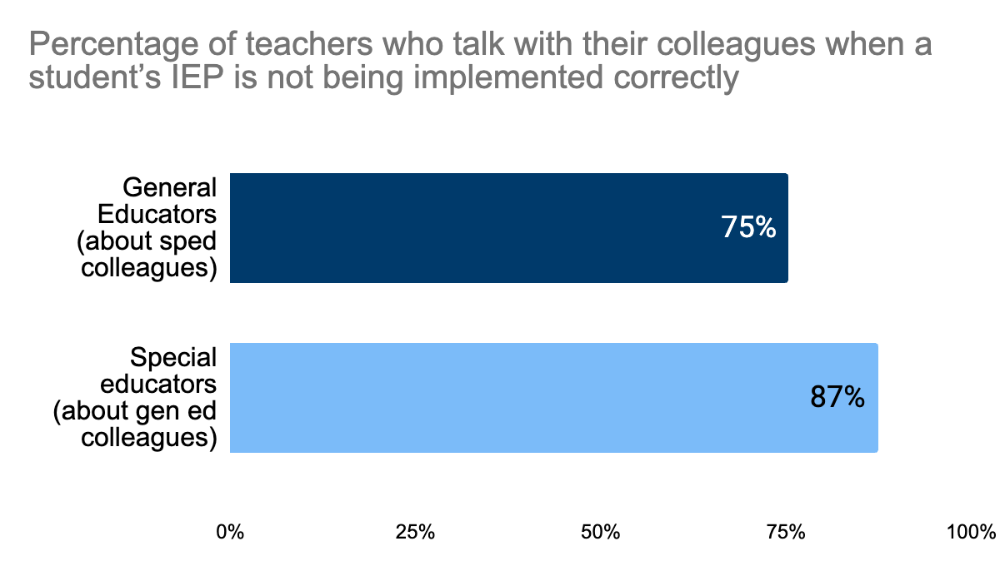 Percentage of teachers who talk with their colleagues when a
student’s IEP is not being implemented correctly
General
Educators
(about sped
colleagues)
75%
Special
educators
(about gen ed
colleagues)
87%
0%
25%
50%
75%
100%